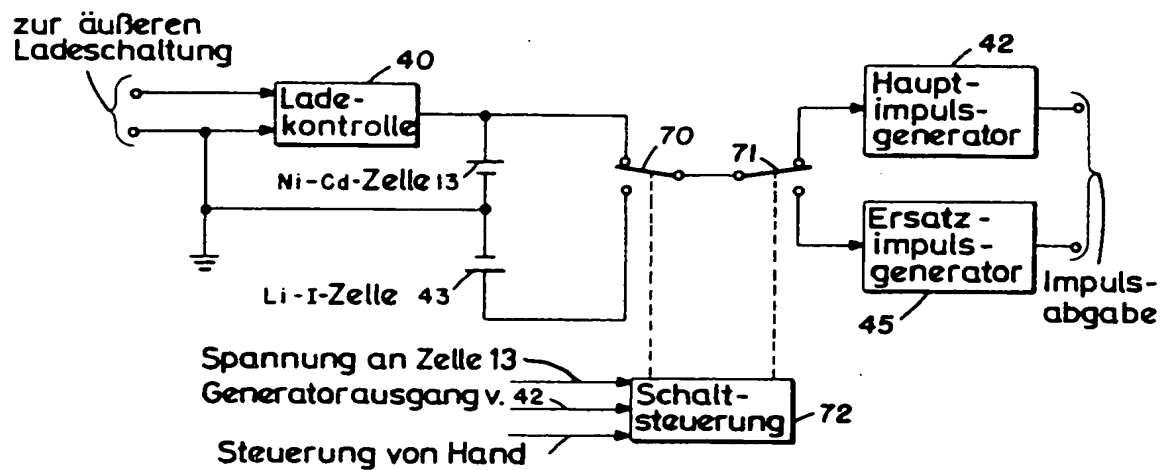 zur äußeren
Ladeschaltung
40
Lade-
kontrolle
Ni-Cd-Zelle 13
Li-I-Zelle 43
70
71
42
Haupt-
impuls-
generator
Ersatz-
impuls-
generator
45
Impuls-
abgabe
Spannung an Zelle 13
Generatorausgang v. 42
Steuerung von Hand
Schalt-
steuerung
72